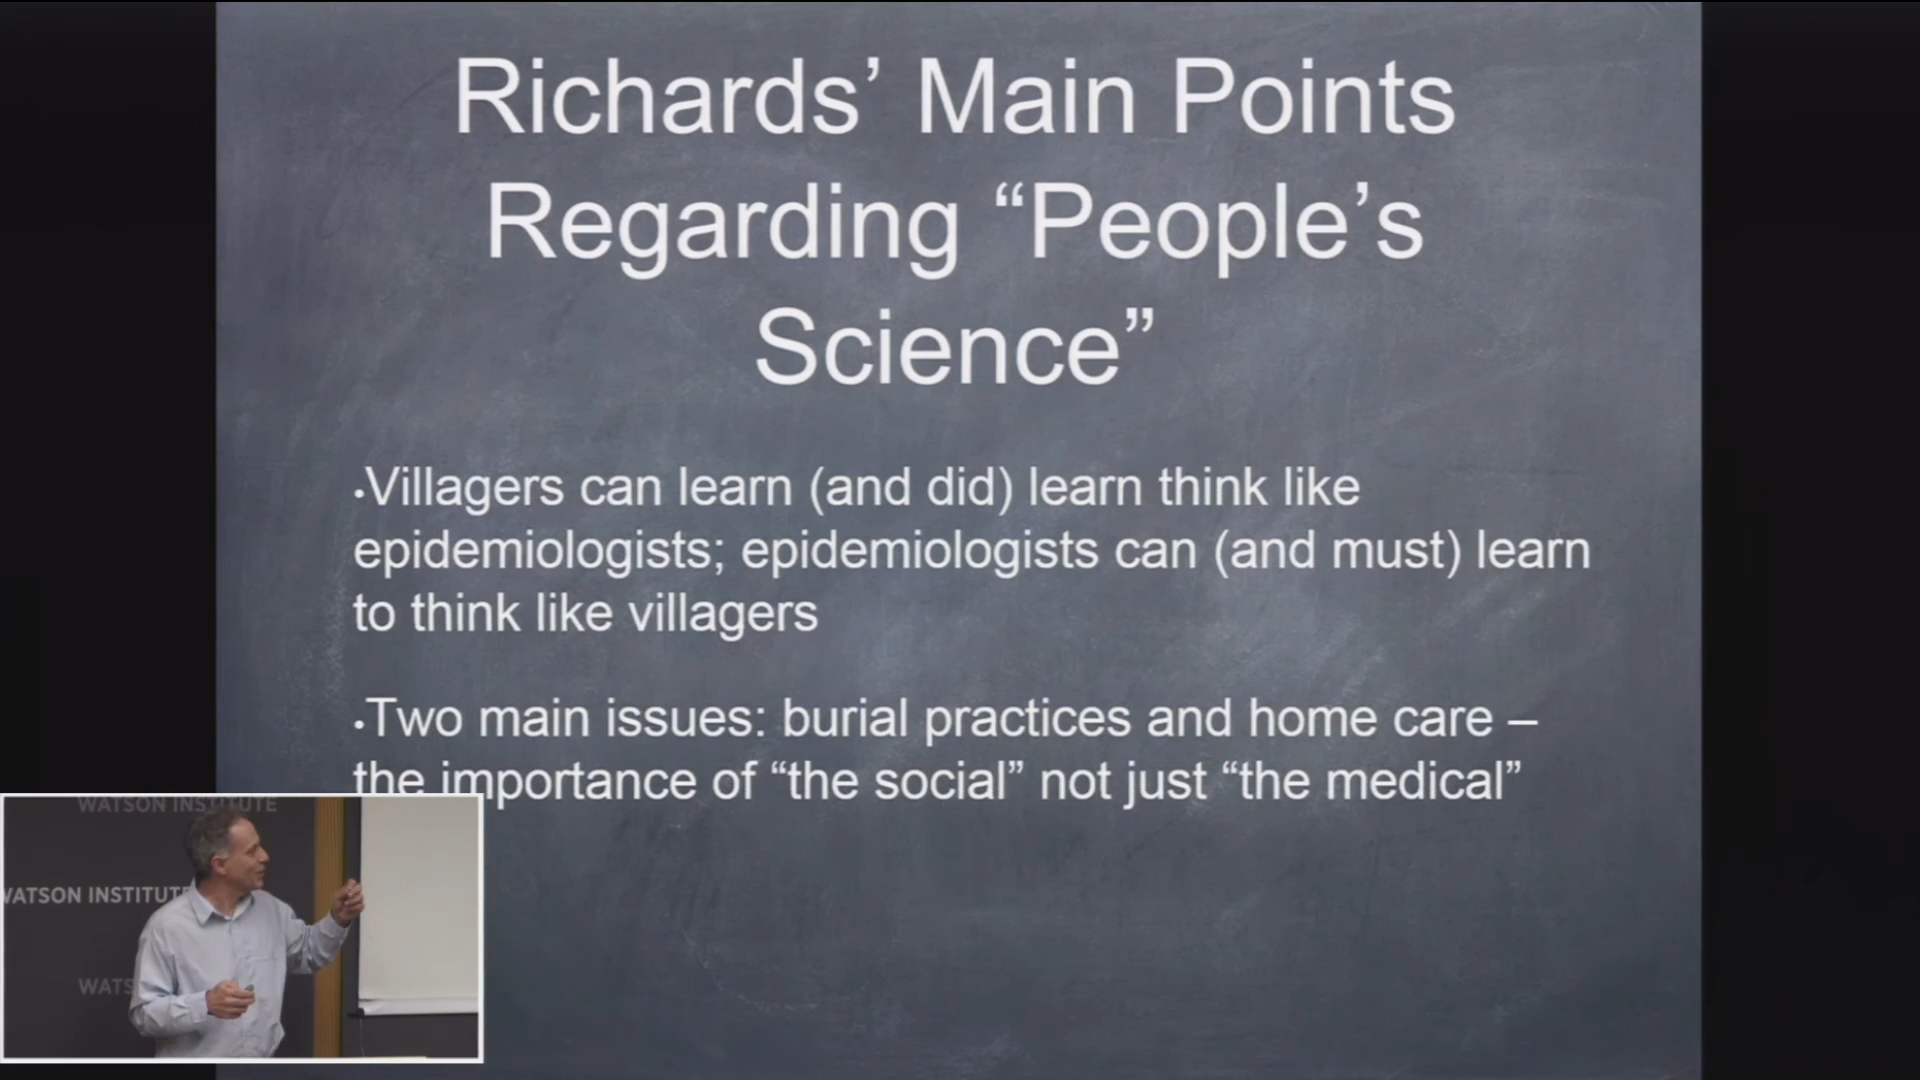 Richards’ Main Points
Regarding “People’s
Science”
•Villagers can learn (and did) learn think like
epidemiologists; epidemiologists can (and must) learn
to think like villagers
•Two main issues: burial practices and home care –
the importance of “the social” not just “the medical”
WATSON INSTITUTE
WATSON INSTITUTE
WATS